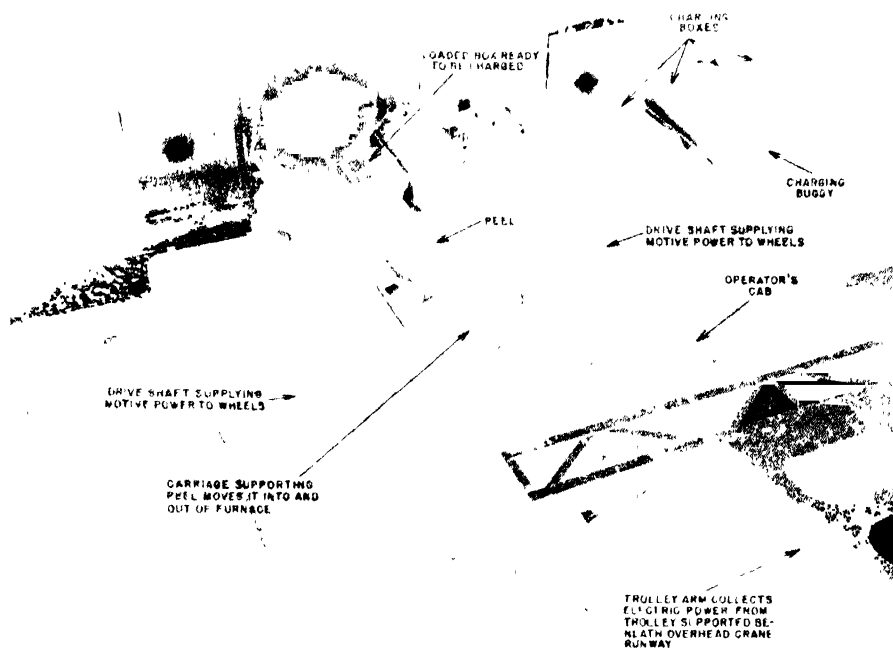 CHARGING
BOXES
LOADED BOX READY
TO BE CHARGED
CHARGING
BUGGY
PEEL
DRIVE SHAFT SUPPLYING
MOTIVE POWER TO WHEELS
OPERATOR'S
CAB
DRIVE SHAFT SUPPLYING
MOTIVE POWER TO WHEELS
CARRIAGE SUPPORTING
PEEL MOVES IT INTO AND
OUT OF FURNACE
TROLLEY ARM COLLECTS
ELECTRIC POWER FROM
TROLLEY SUPPORTED BE-
NEATH OVERHEAD CRANE
RUNWAY